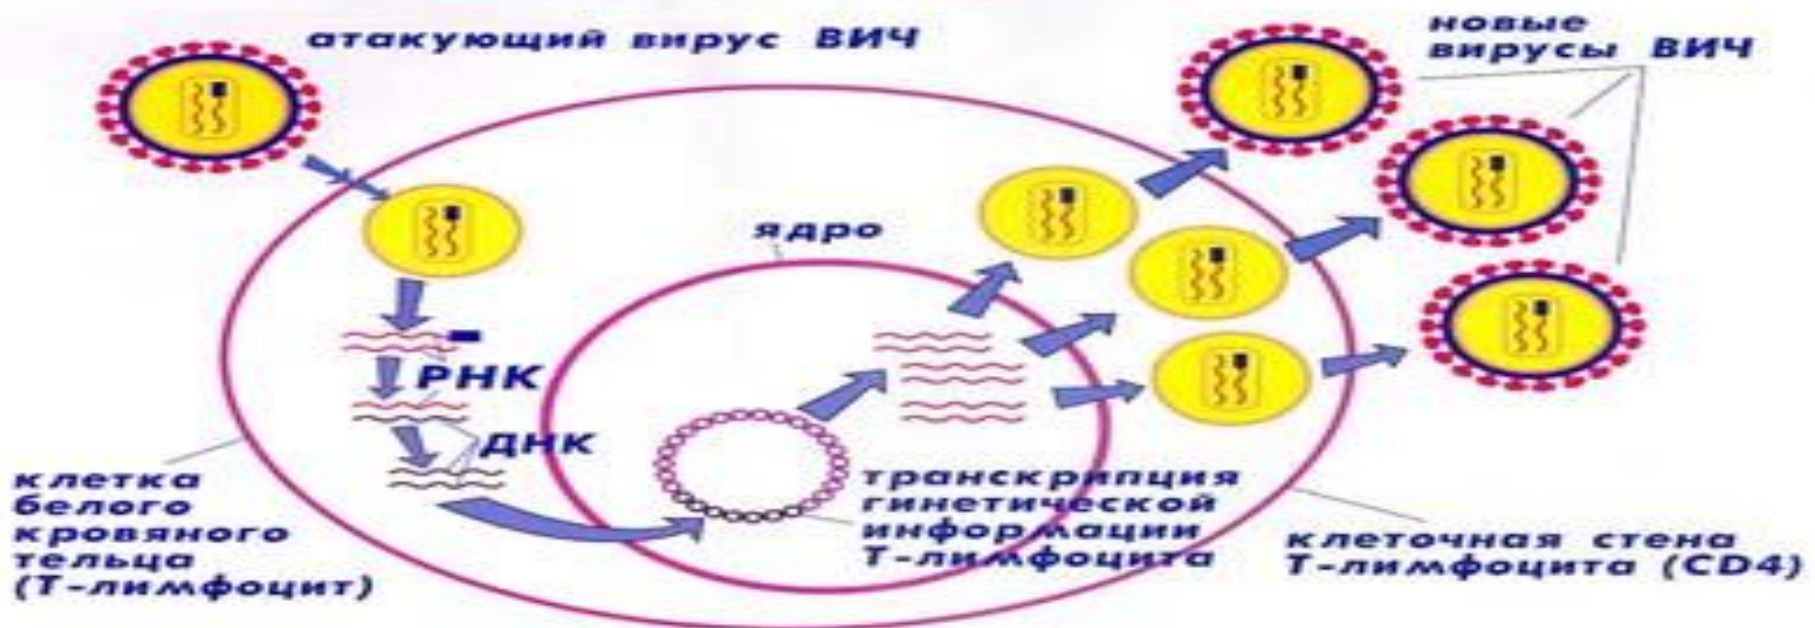 атакующий вирус ВИЧ
новые
вирусы ВИЧ
ядро
РНК
ДНК
клетка
белого
кровяного
тельца
(Т-лимфоцит)
транскрипция
гинетической
информации
Т-лимфоцита
клеточная стена
Т-лимфоцита (CD4)